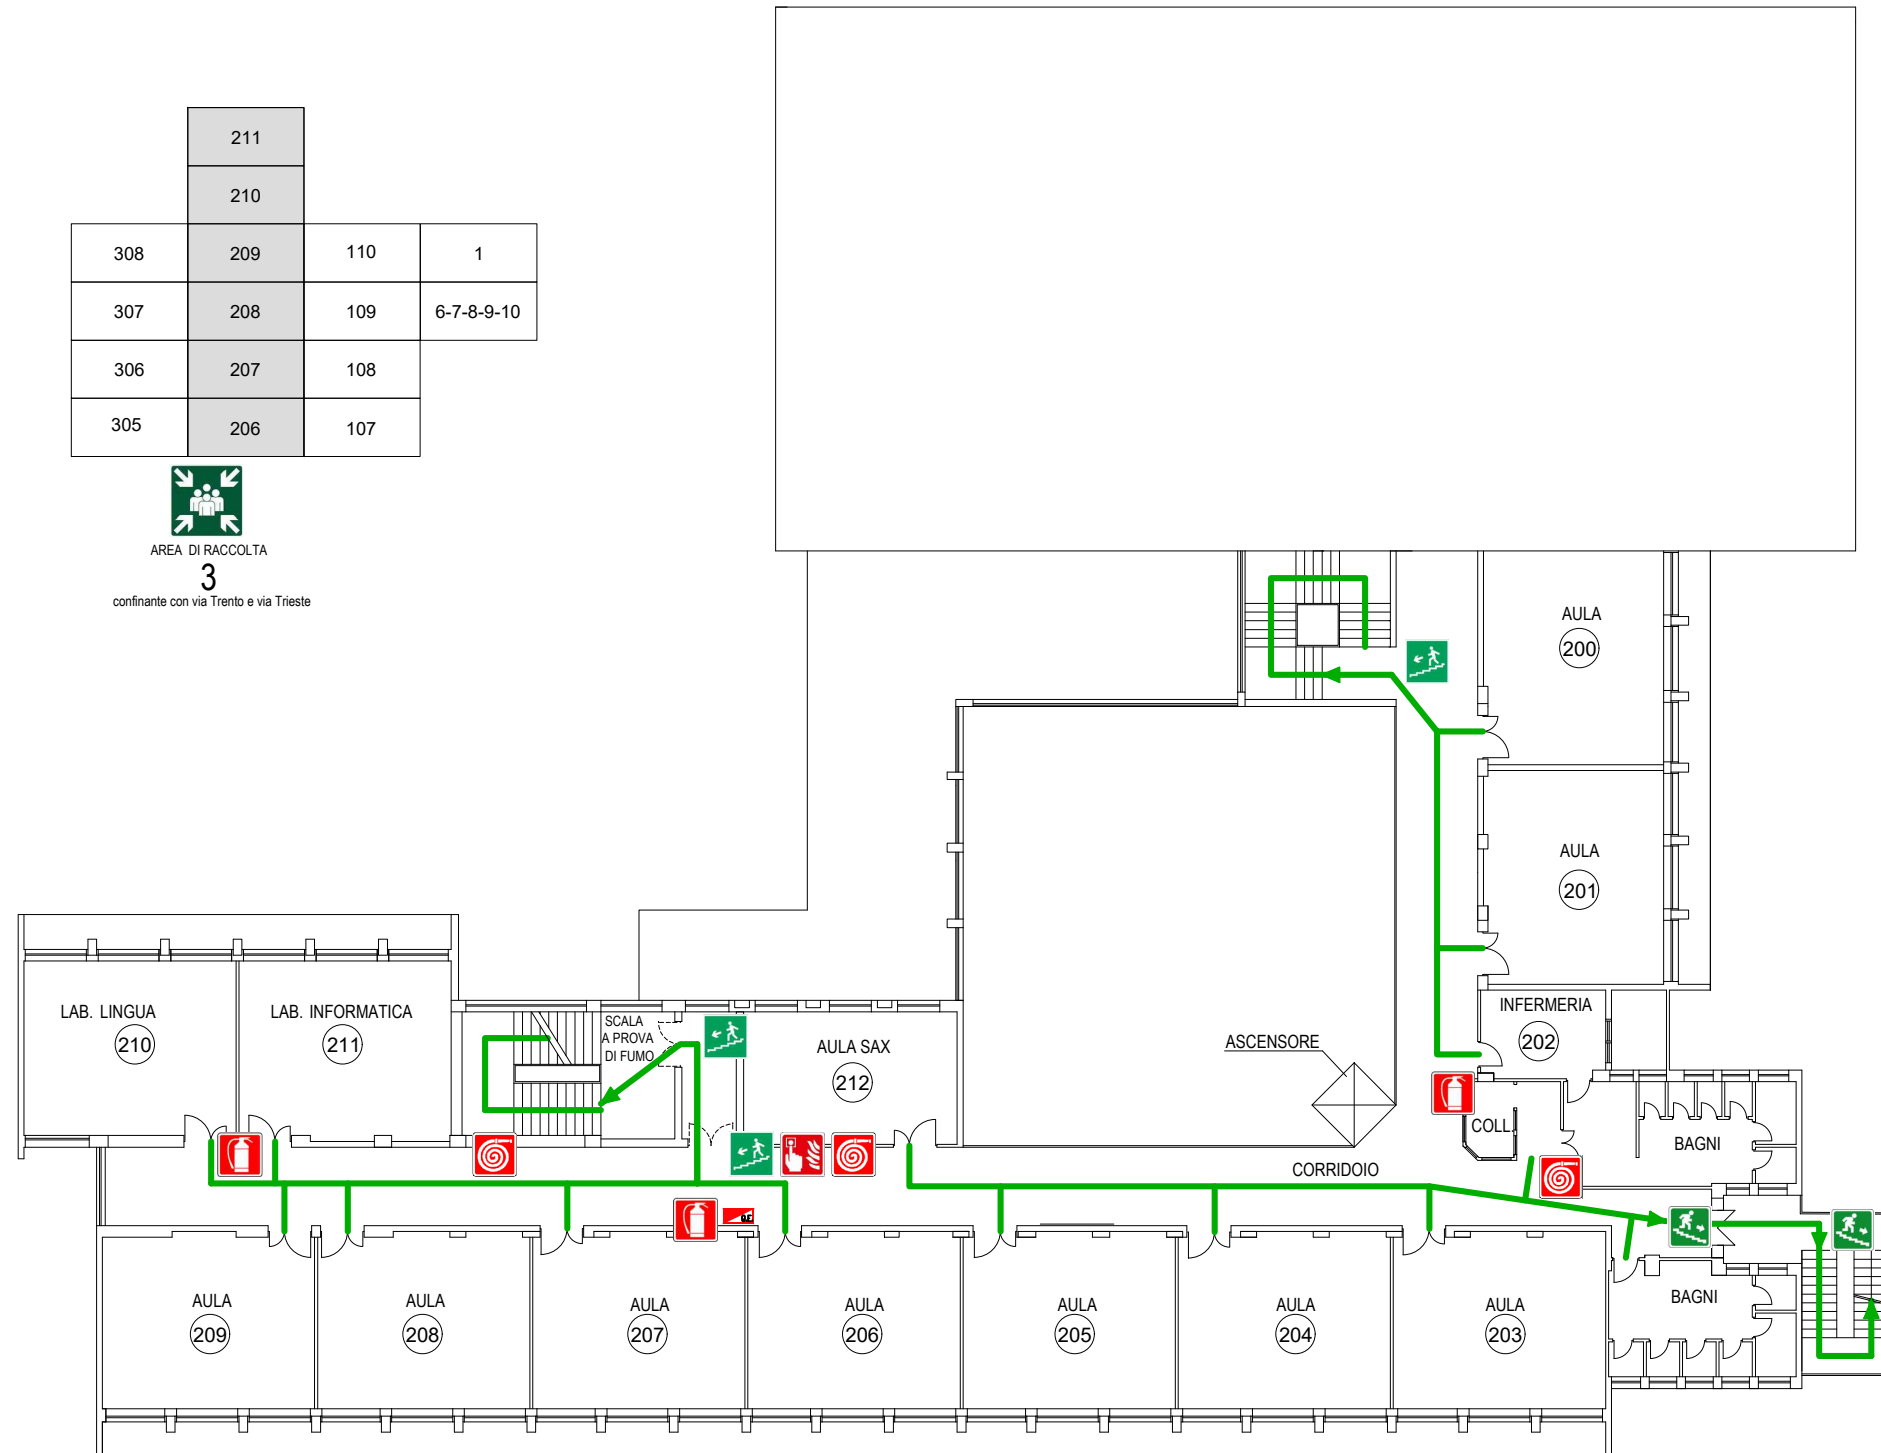 211
210
308 209 110 1
307 208 109 6-7-8-9-10
306 207 108
305 206 107
AREA DI RACCOLTA
3
confinante con via Trento e via Trieste
AULA
200
AULA
201
INFERMERIA
202
LAB. LINGUA
210
LAB. INFORMATICA
211
SCALA
A PROVA
DI FUMO
AULA SAX
212
ASCENSORE
COLL.
BAGNI
CORRIDOIO
Q.E.
AULA
209
AULA
208
AULA
207
AULA
206
AULA
205
AULA
204
AULA
203
BAGNI